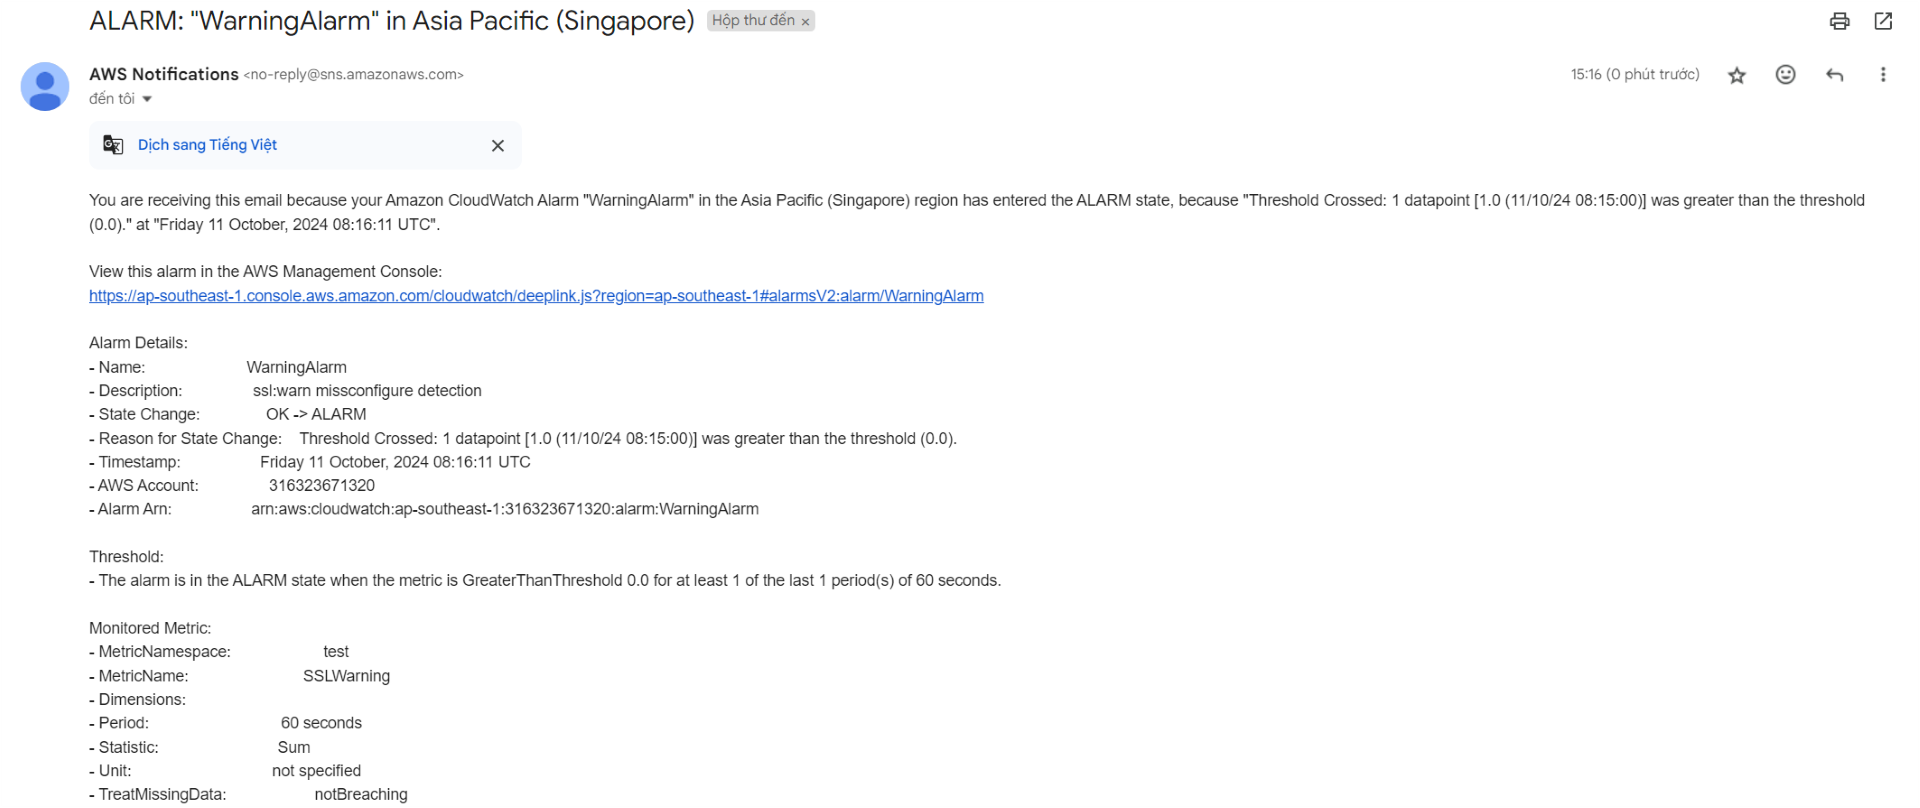 ALARM: "WarningAlarm" in Asia Pacific (Singapore) Hộp thư đến ×
AWS Notifications <no-reply@sns.amazonaws.com>
15:16 (0 phút trước)
đến tôi
Dịch sang Tiếng Việt
You are receiving this email because your Amazon CloudWatch Alarm "WarningAlarm" in the Asia Pacific (Singapore) region has entered the ALARM state, because "Threshold Crossed: 1 datapoint [1.0 (11/10/24 08:15:00)] was greater than the threshold
(0.0)." at "Friday 11 October, 2024 08:16:11 UTC".
View this alarm in the AWS Management Console:
https://ap-southeast-1.console.aws.amazon.com/cloudwatch/deeplink.js?region=ap-southeast-1#alarmsV2:alarm/WarningAlarm
Alarm Details:
- Name: WarningAlarm
- Description: ssl:warn missconfigure detection
- State Change: OK -> ALARM
- Reason for State Change: Threshold Crossed: 1 datapoint [1.0 (11/10/24 08:15:00)] was greater than the threshold (0.0).
- Timestamp: Friday 11 October, 2024 08:16:11 UTC
- AWS Account: 316323671320
- Alarm Arn: arn:aws:cloudwatch:ap-southeast-1:316323671320:alarm:WarningAlarm
Threshold:
- The alarm is in the ALARM state when the metric is GreaterThanThreshold 0.0 for at least 1 of the last 1 period(s) of 60 seconds.
Monitored Metric:
- MetricNamespace: test
- MetricName: SSLWarning
- Dimensions:
- Period: 60 seconds
- Statistic: Sum
- Unit: not specified
- TreatMissingData: notBreaching